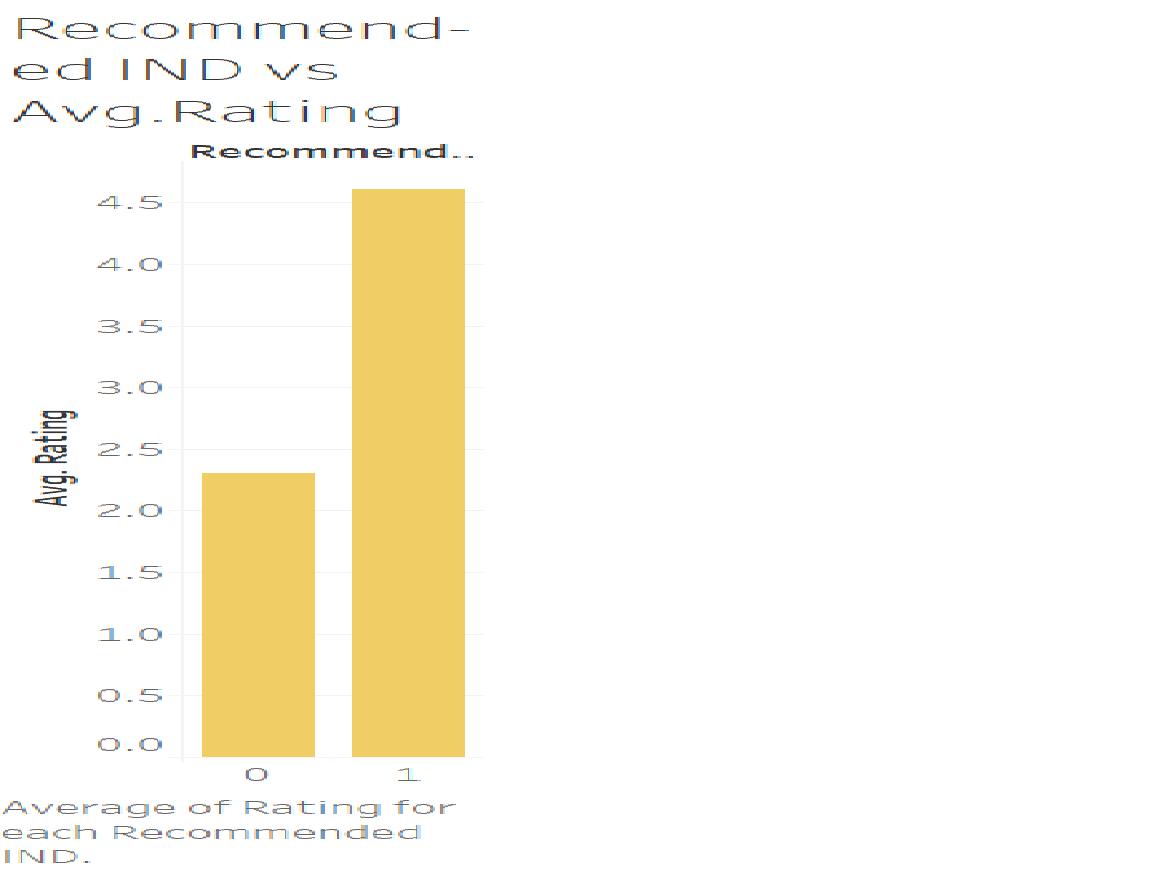 Recommend-
ed IND vs
Avg.Rating
Recommend..
4.5
4.0
3.5
3.0
2.5
2.0
1.5
1.0
0.5
0.0
Avg. Rating
0 1
Average of Rating for
each Recommended
IND.